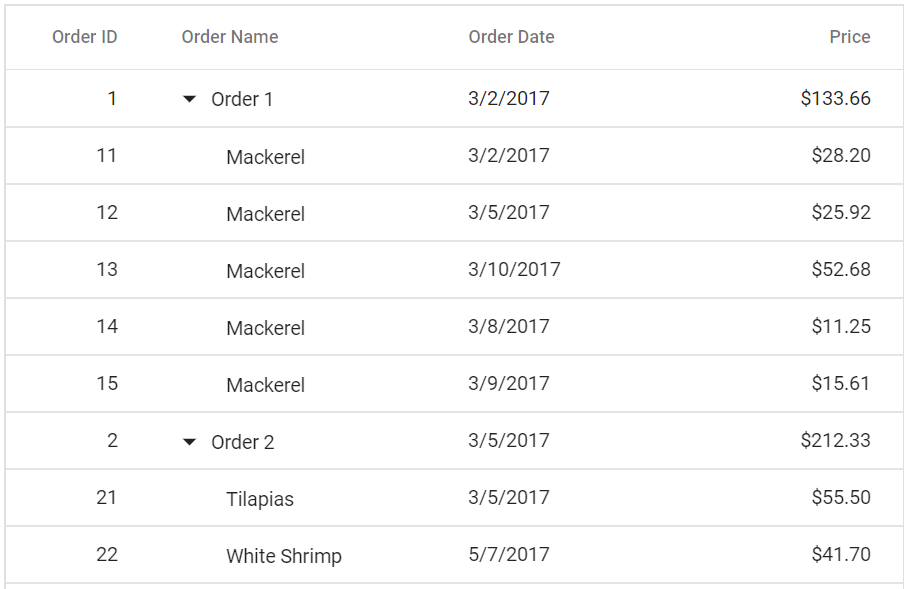 Order ID Order Name Order Date Price
1 Order 1 3/2/2017 $133.66
11 Mackerel 3/2/2017 $28.20
12 Mackerel 3/5/2017 $25.92
13 Mackerel 3/10/2017 $52.68
14 Mackerel 3/8/2017 $11.25
15 Mackerel 3/9/2017 $15.61
2 Order 2 3/5/2017 $212.33
21 Tilapias 3/5/2017 $55.50
22 White Shrimp 5/7/2017 $41.70